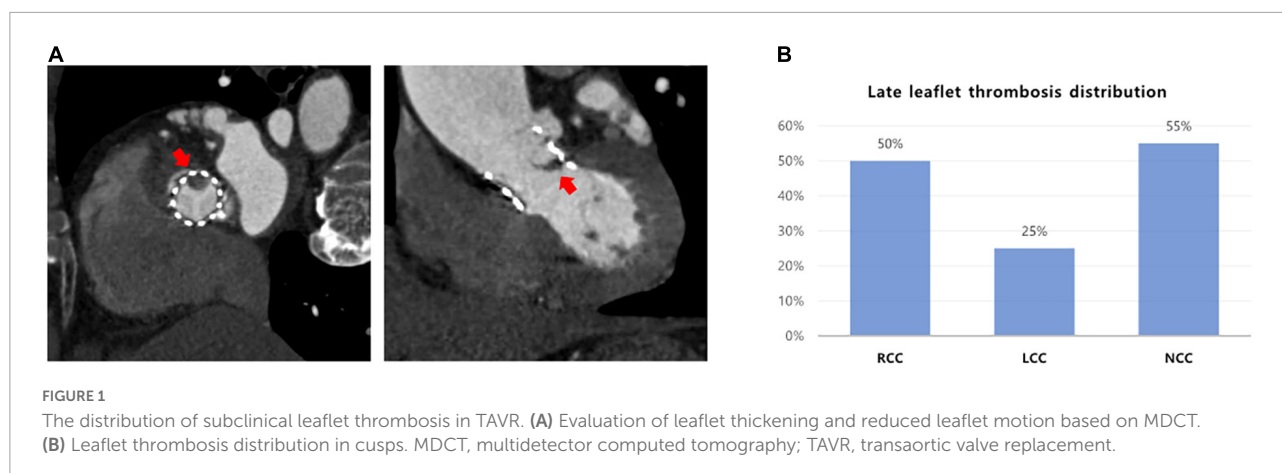 A
B
Late leaflet thrombosis distribution
60%
50%
40%
30%
20%
10%
0%
50%
25%
55%
RCC
LCC
NCC
FIGURE 1
The distribution of subclinical leaflet thrombosis in TAVR. (A) Evaluation of leaflet thickening and reduced leaflet motion based on MDCT.
(B) Leaflet thrombosis distribution in cusps. MDCT, multidetector computed tomography; TAVR, transaortic valve replacement.